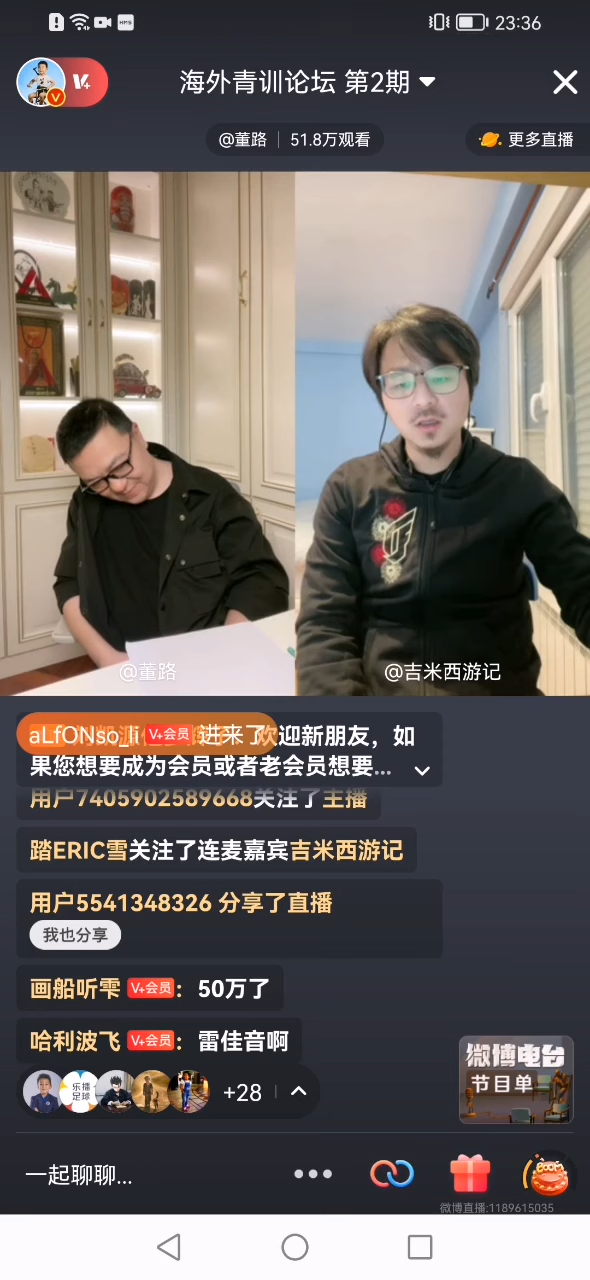 HMS
23:36
V+
海外青训论坛 第2期
@董路 51.8万观看
更多直播
@董路
@吉米西游记
aLfONso_li V+会员 进来了
欢迎新朋友，如
果您想要成为会员或者老会员想要...
用户7405902589668关注了主播
踏ERIC雪关注了连麦嘉宾吉米西游记
用户5541348326 分享了直播
我也分享
画船听雫 V+会员：50万了
哈利波飞 V+会员：雷佳音啊
乐播
足球
+28
微博电台
节目单
一起聊聊...
微博直播:1189615035